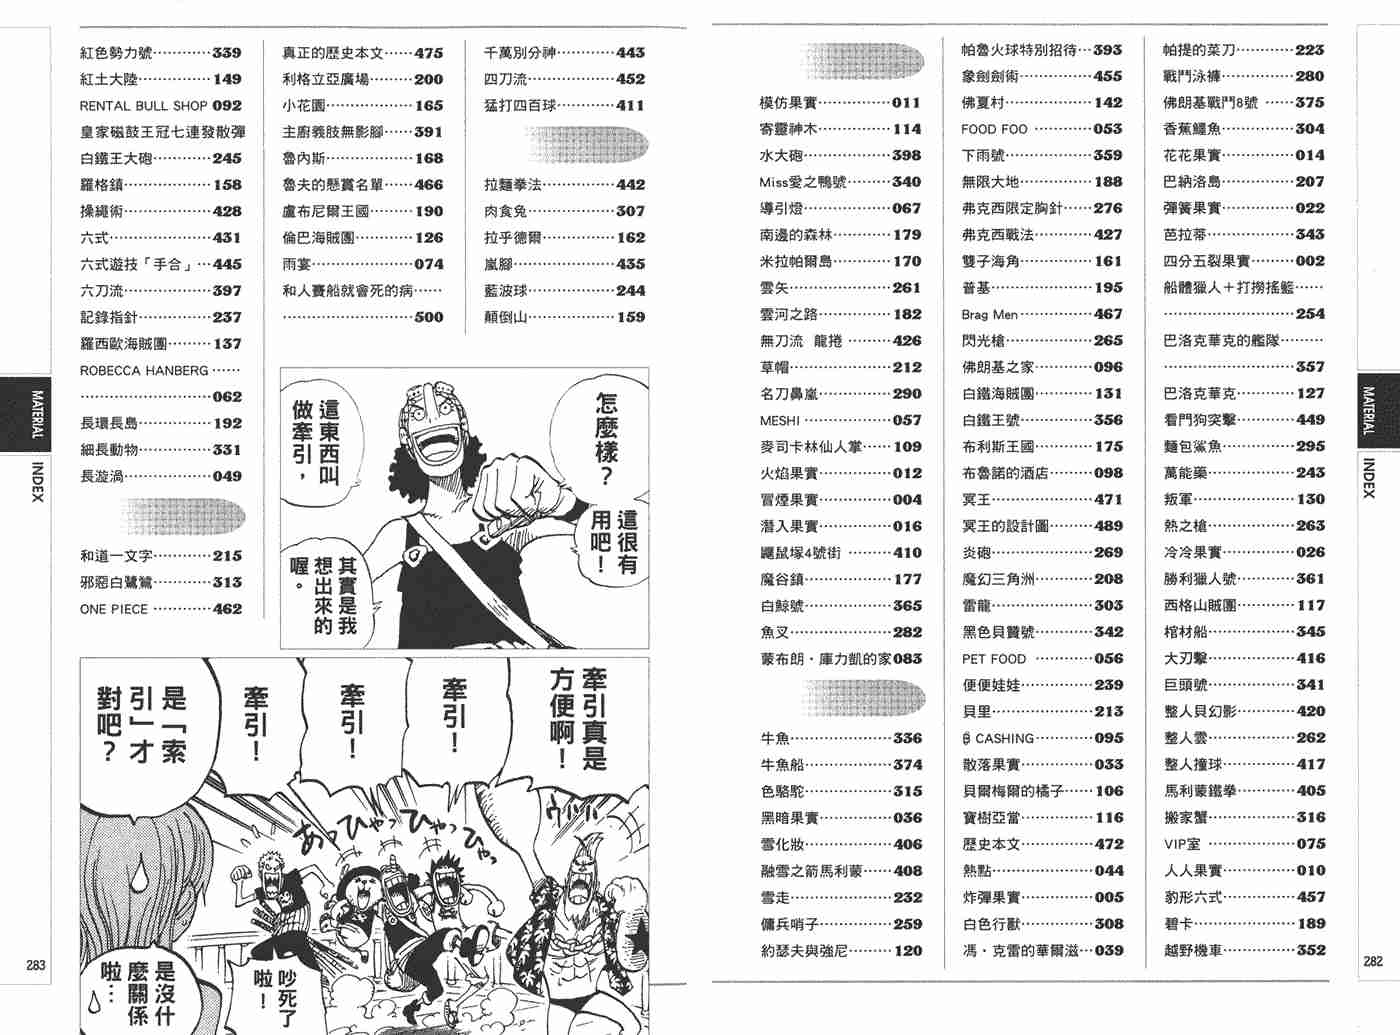 帕提的菜刀⋯⋯⋯⋯223
戰鬥泳褲⋯⋯⋯⋯280
佛朗基戰鬥8號 ⋯⋯375
香蕉鱷魚⋯⋯⋯⋯304
花花果實⋯⋯⋯⋯014
巴納洛島⋯⋯⋯⋯207
彈簧果實⋯⋯⋯⋯022
芭拉蒂⋯⋯⋯⋯343
四分五裂果實⋯⋯⋯002
船體獵人＋打撈搖籃⋯⋯
⋯⋯⋯⋯254
巴洛克華克的艦隊⋯⋯⋯
⋯⋯⋯⋯357
巴洛克華克⋯⋯⋯⋯127
看門狗突擊⋯⋯⋯⋯449
麵包鯊魚⋯⋯⋯⋯295
萬能藥⋯⋯⋯⋯243
叛軍⋯⋯⋯⋯130
熱之槍⋯⋯⋯⋯263
冷冷果實⋯⋯⋯⋯026
勝利獵人號⋯⋯⋯⋯361
西格山賊團⋯⋯⋯⋯117
棺材船⋯⋯⋯⋯345
大刃擊⋯⋯⋯⋯416
巨頭號⋯⋯⋯⋯341
整人貝幻影⋯⋯⋯⋯420
整人雲⋯⋯⋯⋯262
整人撞球⋯⋯⋯⋯417
馬利蒙鐵拳⋯⋯⋯⋯405
搬家蟹⋯⋯⋯⋯316
VIP室 ⋯⋯⋯⋯075
人人果實⋯⋯⋯⋯010
豹形六式⋯⋯⋯⋯457
碧卡⋯⋯⋯⋯189
越野機車⋯⋯⋯⋯352
帕魯火球特別招待⋯393
象劍劍術⋯⋯⋯⋯455
佛夏村⋯⋯⋯⋯142
FOOD FOO ⋯⋯⋯⋯053
下雨號⋯⋯⋯⋯359
無限大地⋯⋯⋯⋯188
弗克西限定胸針⋯⋯276
弗克西戰法⋯⋯⋯⋯427
雙子海角⋯⋯⋯⋯161
普基⋯⋯⋯⋯195
Brag Men⋯⋯⋯⋯467
閃光槍⋯⋯⋯⋯265
佛朗基之家⋯⋯⋯⋯096
白鐵海賊團⋯⋯⋯⋯131
白鐵王號⋯⋯⋯⋯356
布利斯王國⋯⋯⋯⋯175
布魯諾的酒店⋯⋯⋯098
冥王⋯⋯⋯⋯471
冥王的設計圖⋯⋯⋯489
炎砲⋯⋯⋯⋯269
魔幻三角洲⋯⋯⋯⋯208
雷龍⋯⋯⋯⋯303
黑色貝寶號⋯⋯⋯⋯342
PET FOOD ⋯⋯⋯⋯056
便便娃娃⋯⋯⋯⋯239
貝里⋯⋯⋯⋯213
β CASHING⋯⋯⋯⋯095
散落果實⋯⋯⋯⋯033
貝爾梅爾的橘子⋯⋯106
寶樹亞當⋯⋯⋯⋯116
歷史本文⋯⋯⋯⋯472
熱點⋯⋯⋯⋯044
炸彈果實⋯⋯⋯⋯005
白色行獸⋯⋯⋯⋯308
馮・克雷的華爾滋⋯039
模仿果實⋯⋯⋯⋯011
寄靈神木⋯⋯⋯⋯114
水大砲⋯⋯⋯⋯398
Miss愛之鴨號⋯⋯⋯340
導引燈⋯⋯⋯⋯067
南邊的森林⋯⋯⋯⋯179
米拉帕爾島⋯⋯⋯⋯170
雲矢⋯⋯⋯⋯261
雲河之路⋯⋯⋯⋯182
無刀流 龍捲 ⋯⋯⋯426
草帽⋯⋯⋯⋯212
名刀鼻嵐⋯⋯⋯⋯290
MESHI ⋯⋯⋯⋯057
麥司卡林仙人掌⋯⋯109
火焰果實⋯⋯⋯⋯012
冒煙果實⋯⋯⋯⋯004
潛入果實⋯⋯⋯⋯016
鼴鼠塚4號街 ⋯⋯⋯410
魔谷鎮⋯⋯⋯⋯177
白鯨號⋯⋯⋯⋯365
魚叉⋯⋯⋯⋯282
蒙布朗・庫力凱的家083
牛魚⋯⋯⋯⋯336
牛魚船⋯⋯⋯⋯374
色駱駝⋯⋯⋯⋯315
黑暗果實⋯⋯⋯⋯036
雪化妝⋯⋯⋯⋯406
融雪之箭馬利蒙⋯⋯408
雪走⋯⋯⋯⋯232
傭兵哨子⋯⋯⋯⋯259
約瑟夫與強尼⋯⋯⋯120
MATERIAL
INDEX
282
千萬別分神⋯⋯⋯⋯443
四刀流⋯⋯⋯⋯452
猛打四百球⋯⋯⋯⋯411
拉麵拳法⋯⋯⋯⋯442
肉食兔⋯⋯⋯⋯307
拉乎德爾⋯⋯⋯⋯162
嵐腳⋯⋯⋯⋯435
藍波球⋯⋯⋯⋯244
顛倒山⋯⋯⋯⋯159
真正的歷史本文⋯⋯475
利格立亞廣場⋯⋯⋯200
小花園⋯⋯⋯⋯165
主廚義肢無影腳⋯⋯391
魯內斯⋯⋯⋯⋯168
魯夫的懸賞名單⋯⋯466
盧布尼爾王國⋯⋯⋯190
倫巴海賊團⋯⋯⋯⋯126
雨宴⋯⋯⋯⋯074
和人賽船就會死的病⋯⋯
⋯⋯⋯⋯500
紅色勢力號⋯⋯⋯⋯339
紅土大陸⋯⋯⋯⋯149
RENTAL BULL SHOP 092
皇家磁鼓王冠七連發散彈
白鐵王大砲⋯⋯⋯⋯245
羅格鎮⋯⋯⋯⋯158
操繩術⋯⋯⋯⋯428
六式⋯⋯⋯⋯431
六式遊技「手合」⋯445
六刀流⋯⋯⋯⋯397
記錄指針⋯⋯⋯⋯237
羅西歐海賊團⋯⋯⋯137
ROBECCA HANBERG⋯⋯
⋯⋯⋯⋯062
長環長島⋯⋯⋯⋯192
細長動物⋯⋯⋯⋯331
長漩渦⋯⋯⋯⋯049
和道一文字⋯⋯⋯⋯215
邪惡白鷺鷥⋯⋯⋯⋯313
ONE PIECE ⋯⋯⋯⋯462
怎麼樣？
這很有
用吧！
這東西叫
做牽引，
其實是我
想出來的
喔。
牽引真是
方便啊！
牽引！
牽引！
牽引！
是「索
引」才
對吧？
ウハハ
ひゃっ
ひゃっ
あっ
吵死了
啦！
是沒什
麼關係
啦…
MATERIAL
INDEX
283